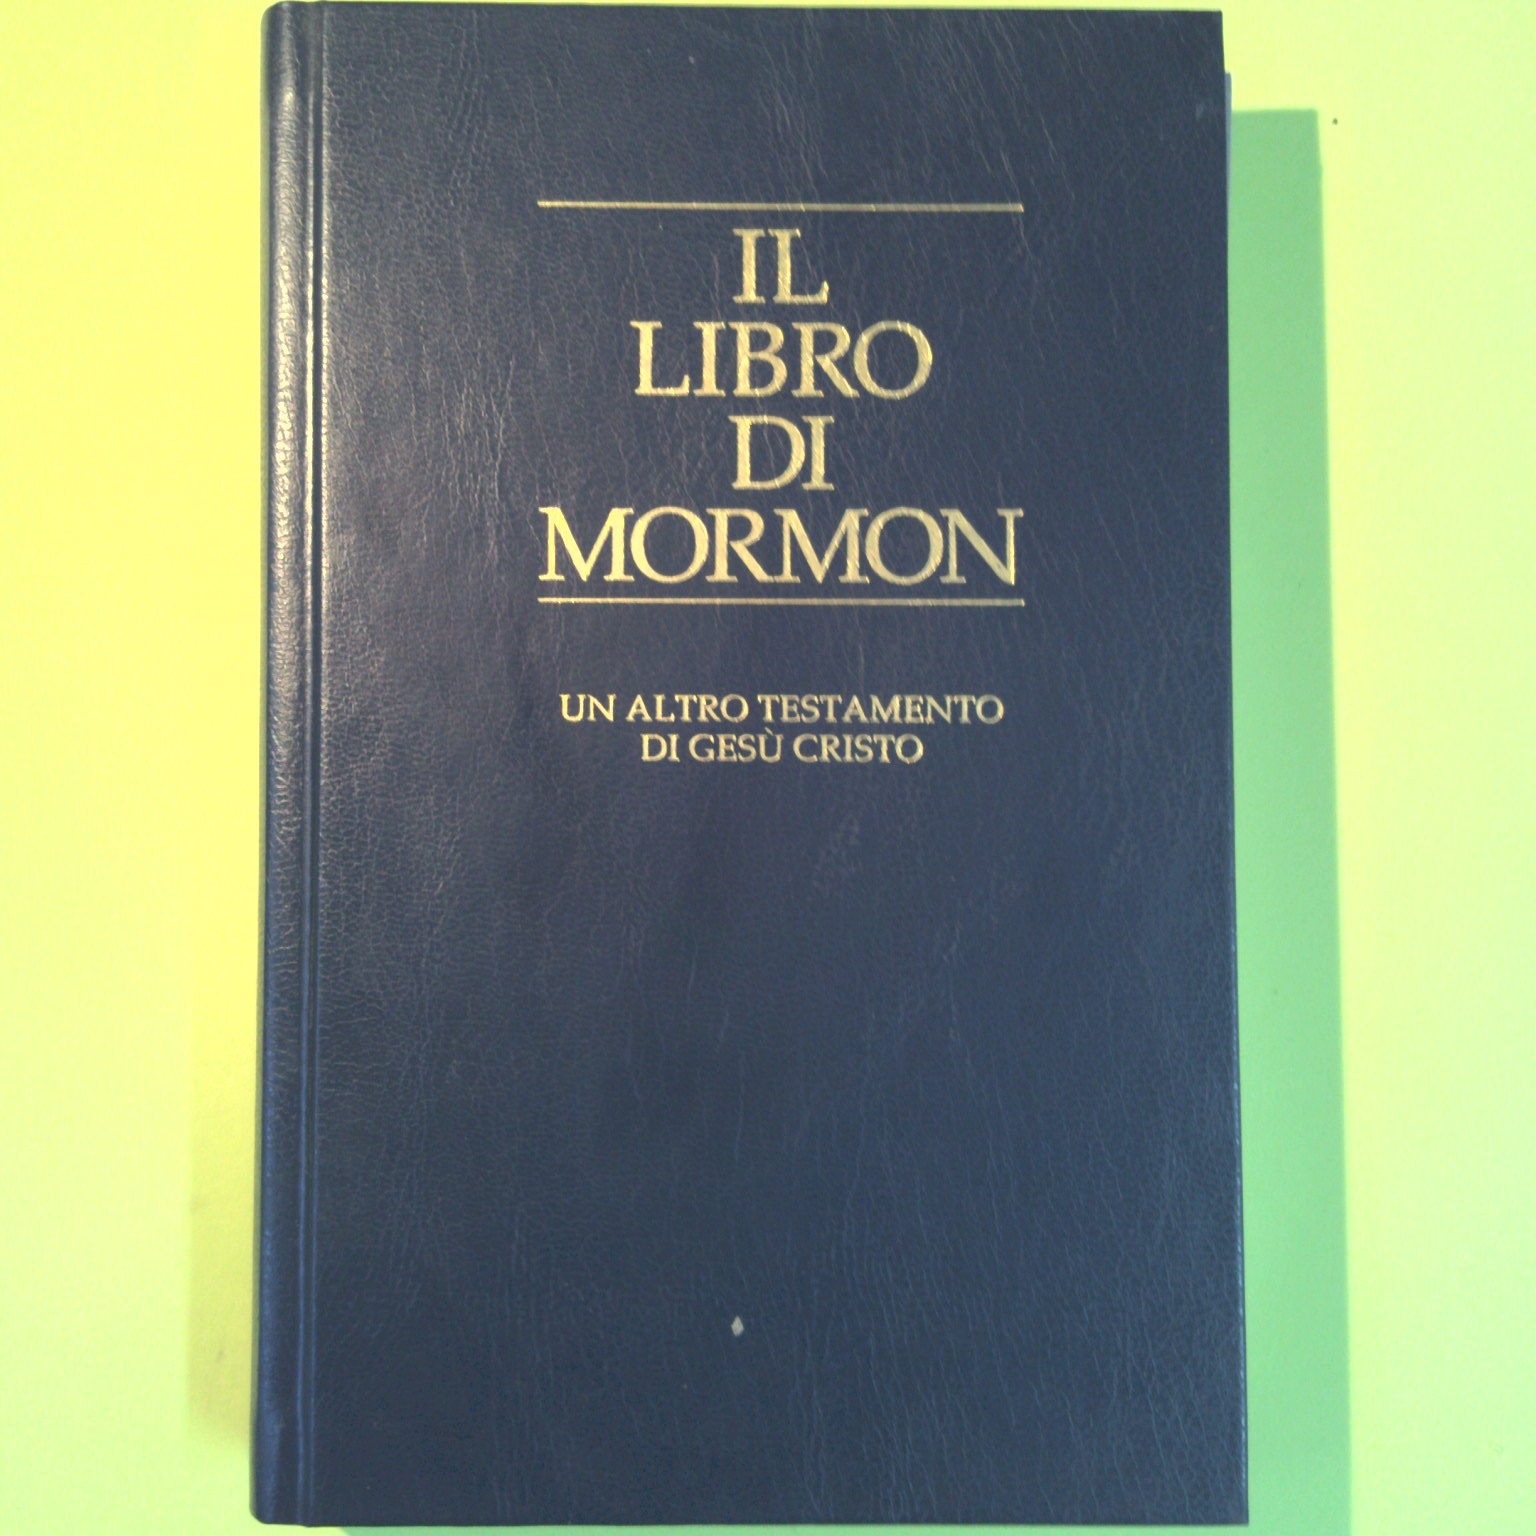 IL
LIBRO
DI
MORMON
UN ALTRO TESTAMENTO
DI GESÙ CRISTO